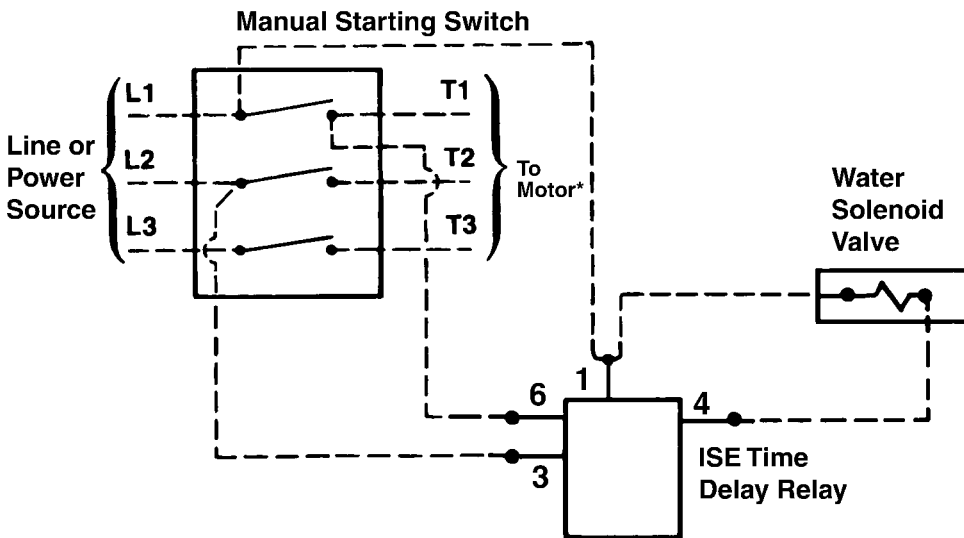 Manual Starting Switch
L1
T1
Line or
Power
Source
L2
T2
To
Motor*
L3
T3
Water
Solenoid
Valve
1
6
4
3
ISE Time
Delay Relay